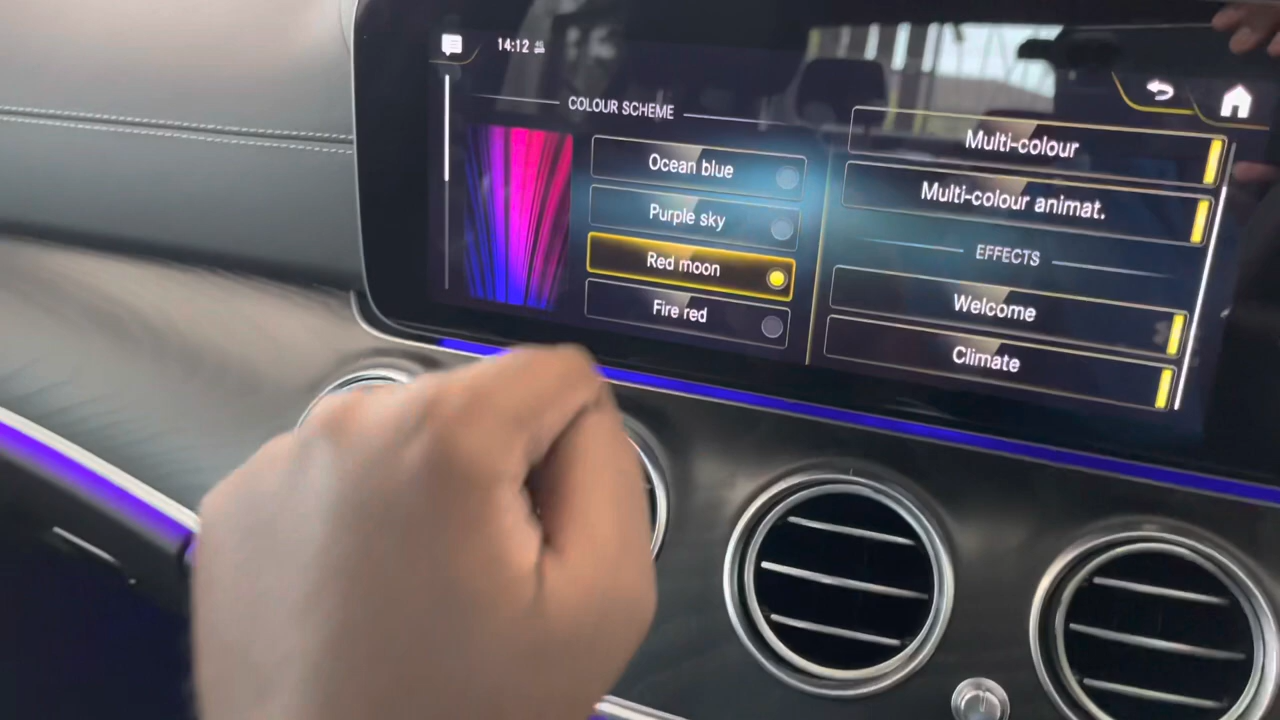 14:12 4G
COLOUR SCHEME
Ocean blue
Purple sky
Red moon
Fire red
Multi-colour
Multi-colour animat.
EFFECTS
Welcome
Climate